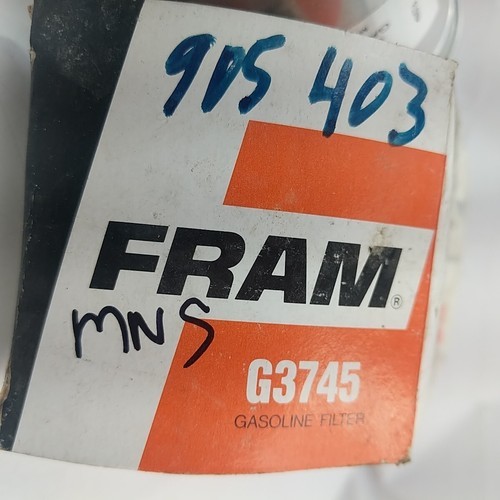 905 403
FRAM®
MNS
G3745
GASOLINE FILTER